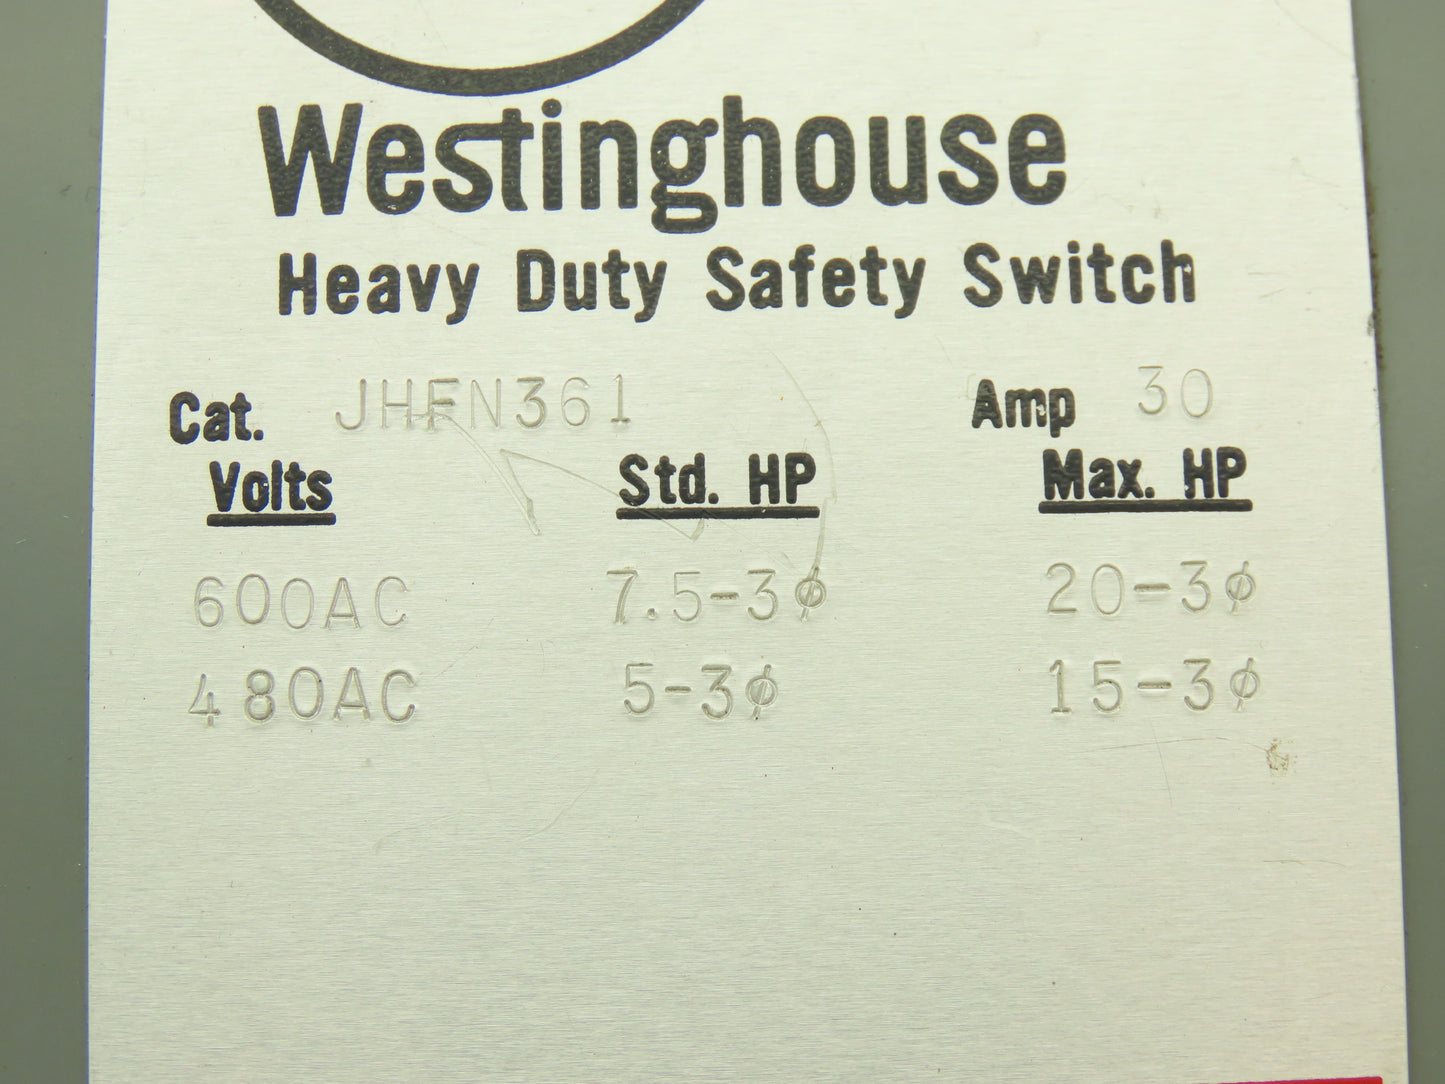 Westinghouse
Heavy Duty Safety Switch
Cat. JHFN361 Amp 30
Volts Std. HP Max. HP
600AC 7.5-3ϕ 20-3ϕ
480AC 5-3ϕ 15-3ϕ